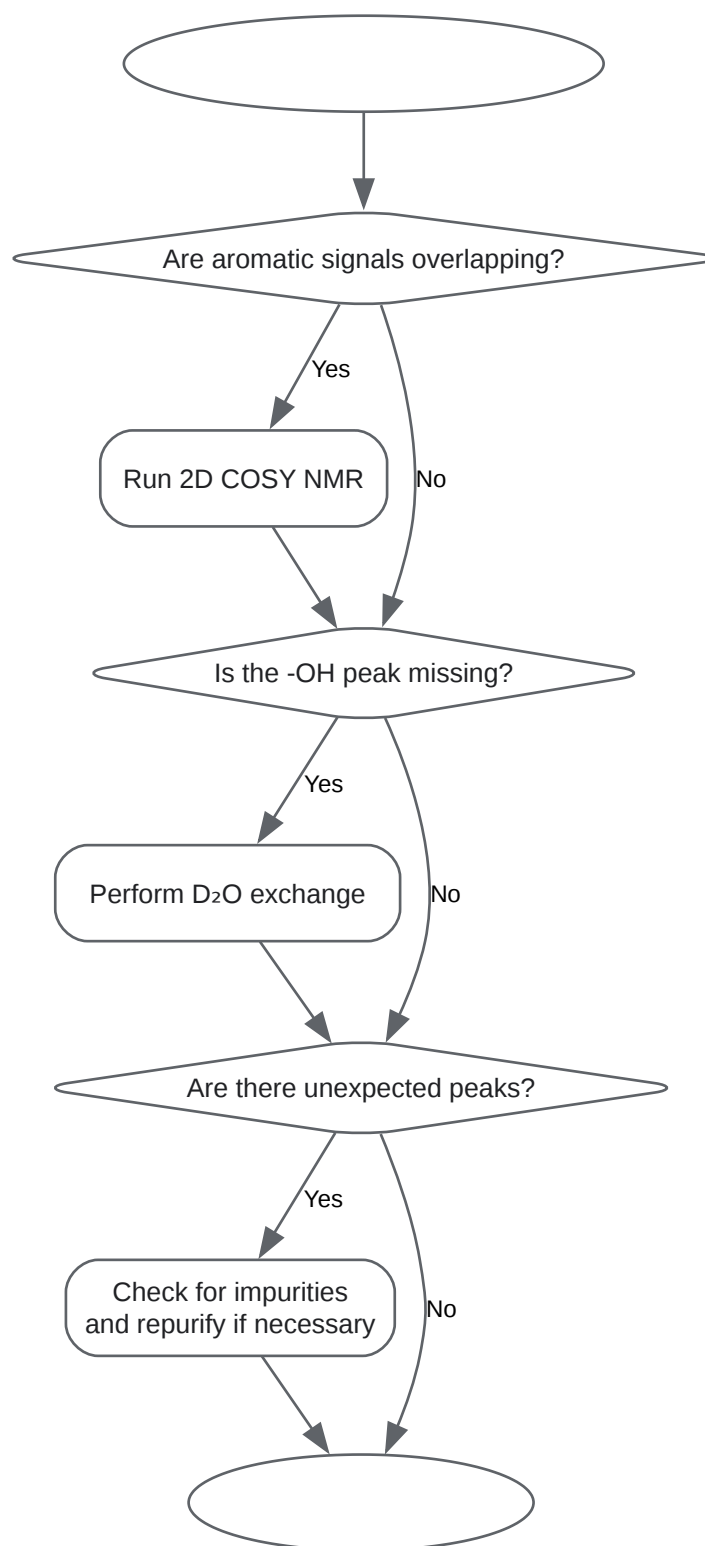 Are aromatic signals overlapping?
Yes
Run 2D COSY NMR
No
Is the -OH peak missing?
Yes
Perform D₂O exchange
No
Are there unexpected peaks?
Yes
Check for impurities
and repurify if necessary
No